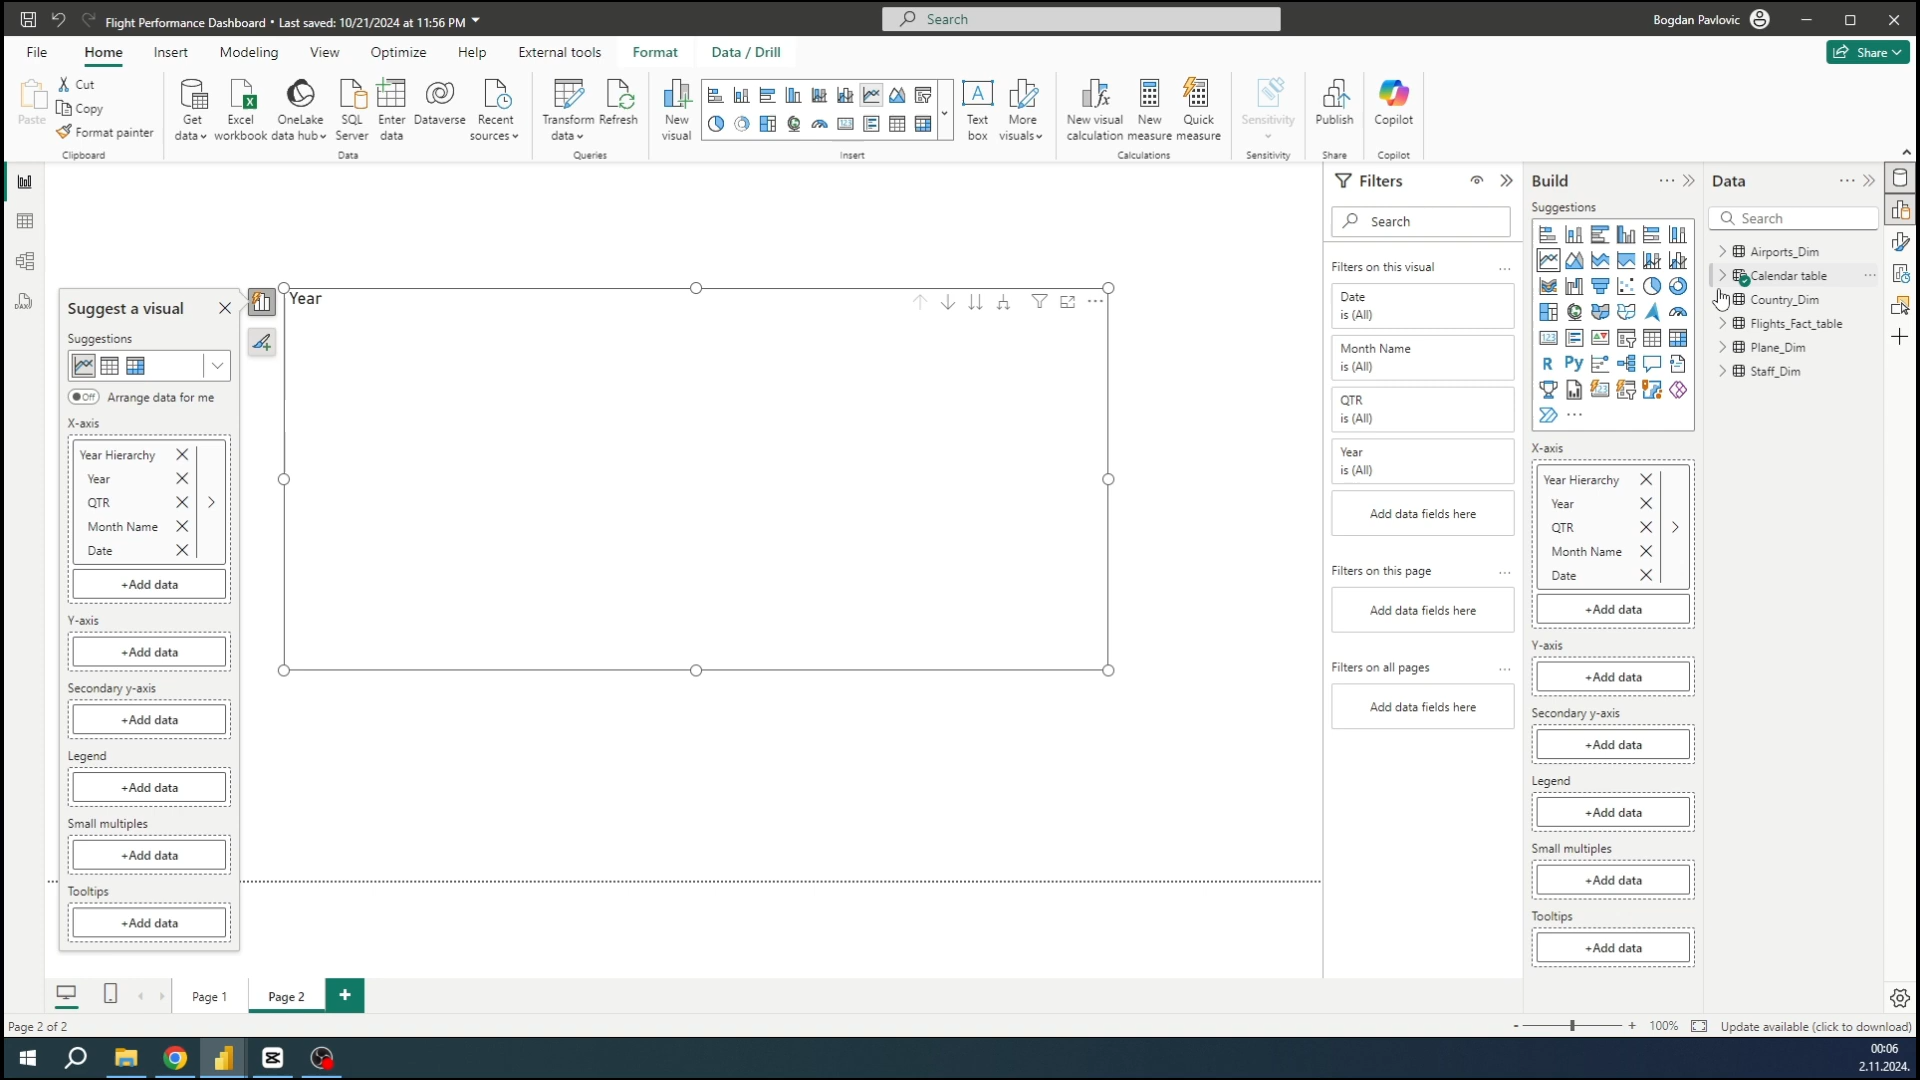 Flight Performance Dashboard • Last saved: 10/21/2024 at 11:56 PM
Search
Bogdan Pavlovic
File
Home
Insert
Modeling
View
Optimize
Help
External tools
Format
Data / Drill
Share
Paste
Cut
Copy
Format painter
Clipboard
Get data
Excel workbook
OneLake data hub
SQL Server
Enter data
Dataverse
Recent sources
Data
Transform data
Refresh
Queries
New visual
Text box
More visuals
Insert
New visual calculation
New measure
Quick measure
Calculations
Sensitivity
Sensitivity
Publish
Share
Copilot
Copilot
Suggest a visual
Suggestions
Off
Arrange data for me
X-axis
Year Hierarchy
Year
QTR
Month Name
Date
+Add data
Y-axis
+Add data
Secondary y-axis
+Add data
Legend
+Add data
Small multiples
+Add data
Tooltips
+Add data
Year
Filters
Search
Filters on this visual
Date
is (All)
Month Name
is (All)
QTR
is (All)
Year
is (All)
Add data fields here
Filters on this page
Add data fields here
Filters on all pages
Add data fields here
Build
Suggestions
R
Py
X-axis
Year Hierarchy
Year
QTR
Month Name
Date
+Add data
Y-axis
+Add data
Secondary y-axis
+Add data
Legend
+Add data
Small multiples
+Add data
Tooltips
+Add data
Data
Search
Airports_Dim
Calendar table
Country_Dim
Flights_Fact_table
Plane_Dim
Staff_Dim
Page 1
Page 2
Page 2 of 2
100%
Update available (click to download)
00:06
2.11.2024.